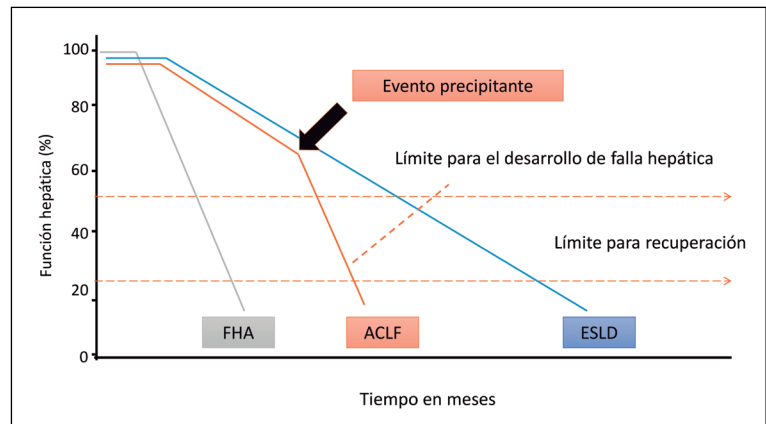 100
80
60
40
20
0
Función hepática (%)
Evento precipitante
Límite para el desarrollo de falla hepática
Límite para recuperación
FHA
ACLF
ESLD
Tiempo en meses